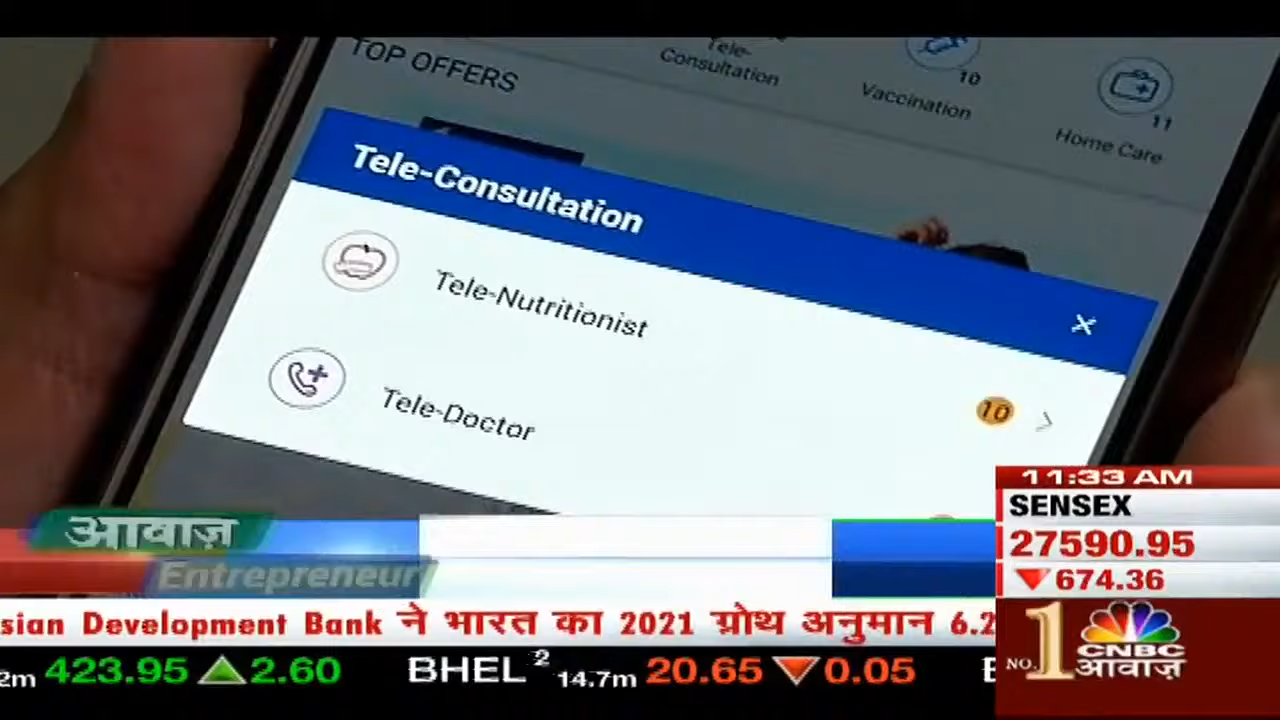 TOP OFFERS
Tele-
Consultation
10
Vaccination
11
Home Care
Tele-Consultation
×
Tele-Nutritionist
10 >
Tele-Doctor
11:33 AM
SENSEX
27590.95
▼674.36
आवाज़
Entrepreneur
sian Development Bank ने भारत का 2021 ग्रोथ अनुमान 6.2
2m 423.95 ▲2.60 BHEL 2 14.7m 20.65 ▼0.05
NO.1 CNBC
आवाज़